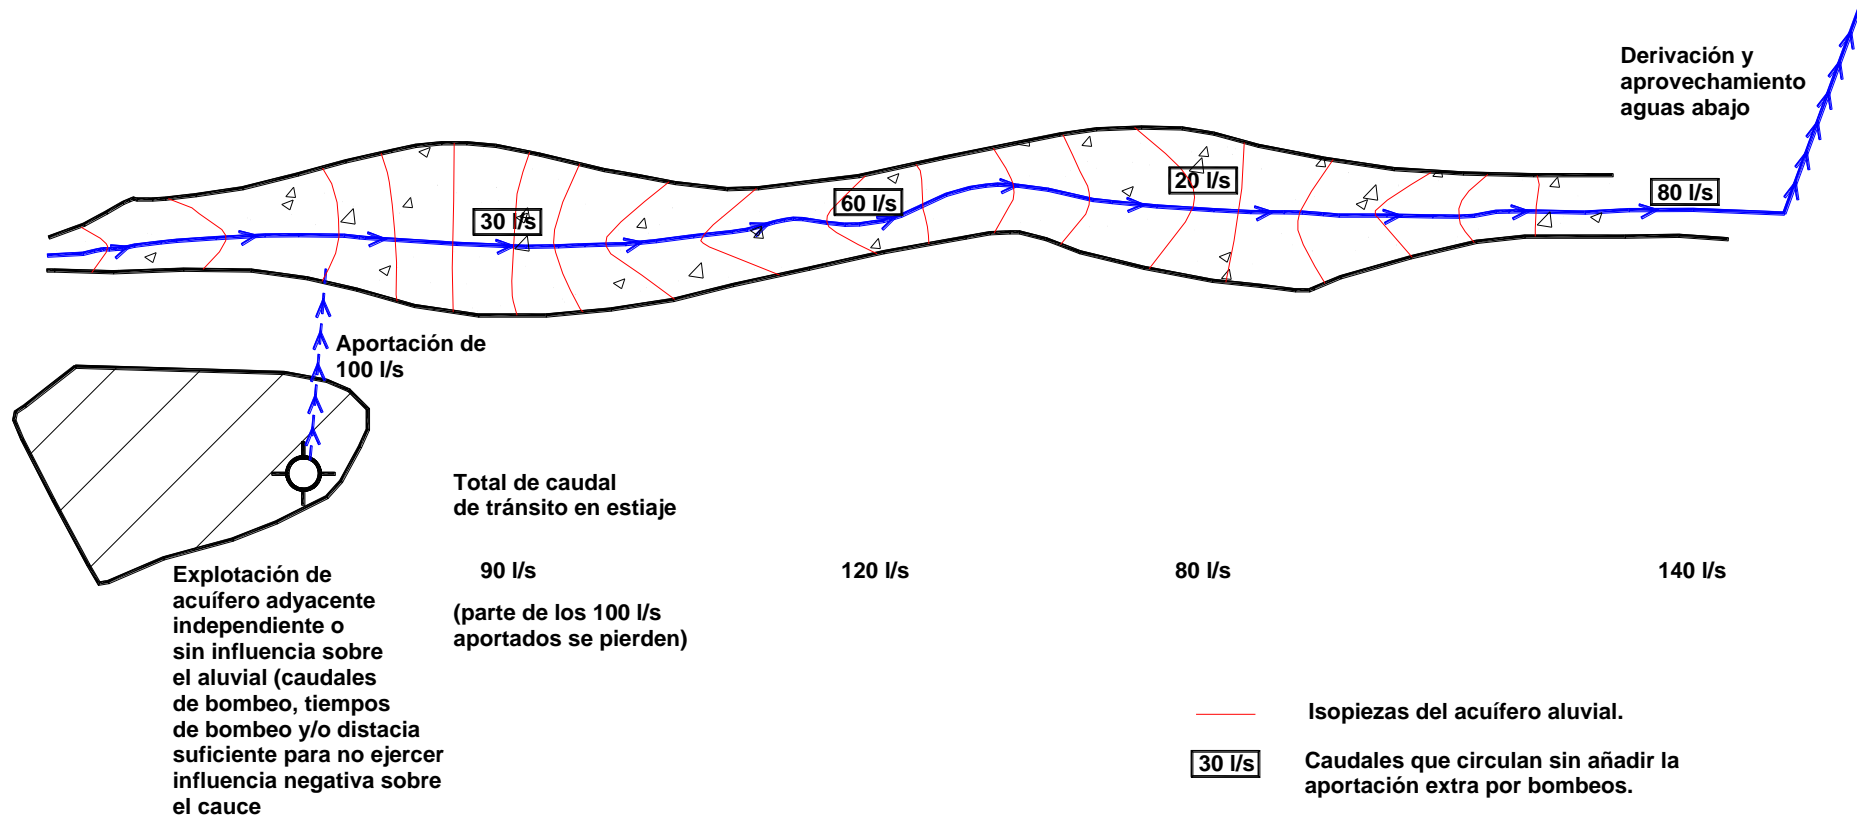 Derivación y
aprovechamiento
aguas abajo
30 l/s
60 l/s
20 l/s
80 l/s
Aportación de
100 l/s
Total de caudal
de tránsito en estiaje
90 l/s
120 l/s
80 l/s
140 l/s
(parte de los 100 l/s
aportados se pierden)
Explotación de
acuífero adyacente
independiente o
sin influencia sobre
el aluvial (caudales
de bombeo, tiempos
de bombeo y/o distacia
suficiente para no ejercer
influencia negativa sobre
el cauce
Isopiezas del acuífero aluvial.
30 l/s
Caudales que circulan sin añadir la
aportación extra por bombeos.